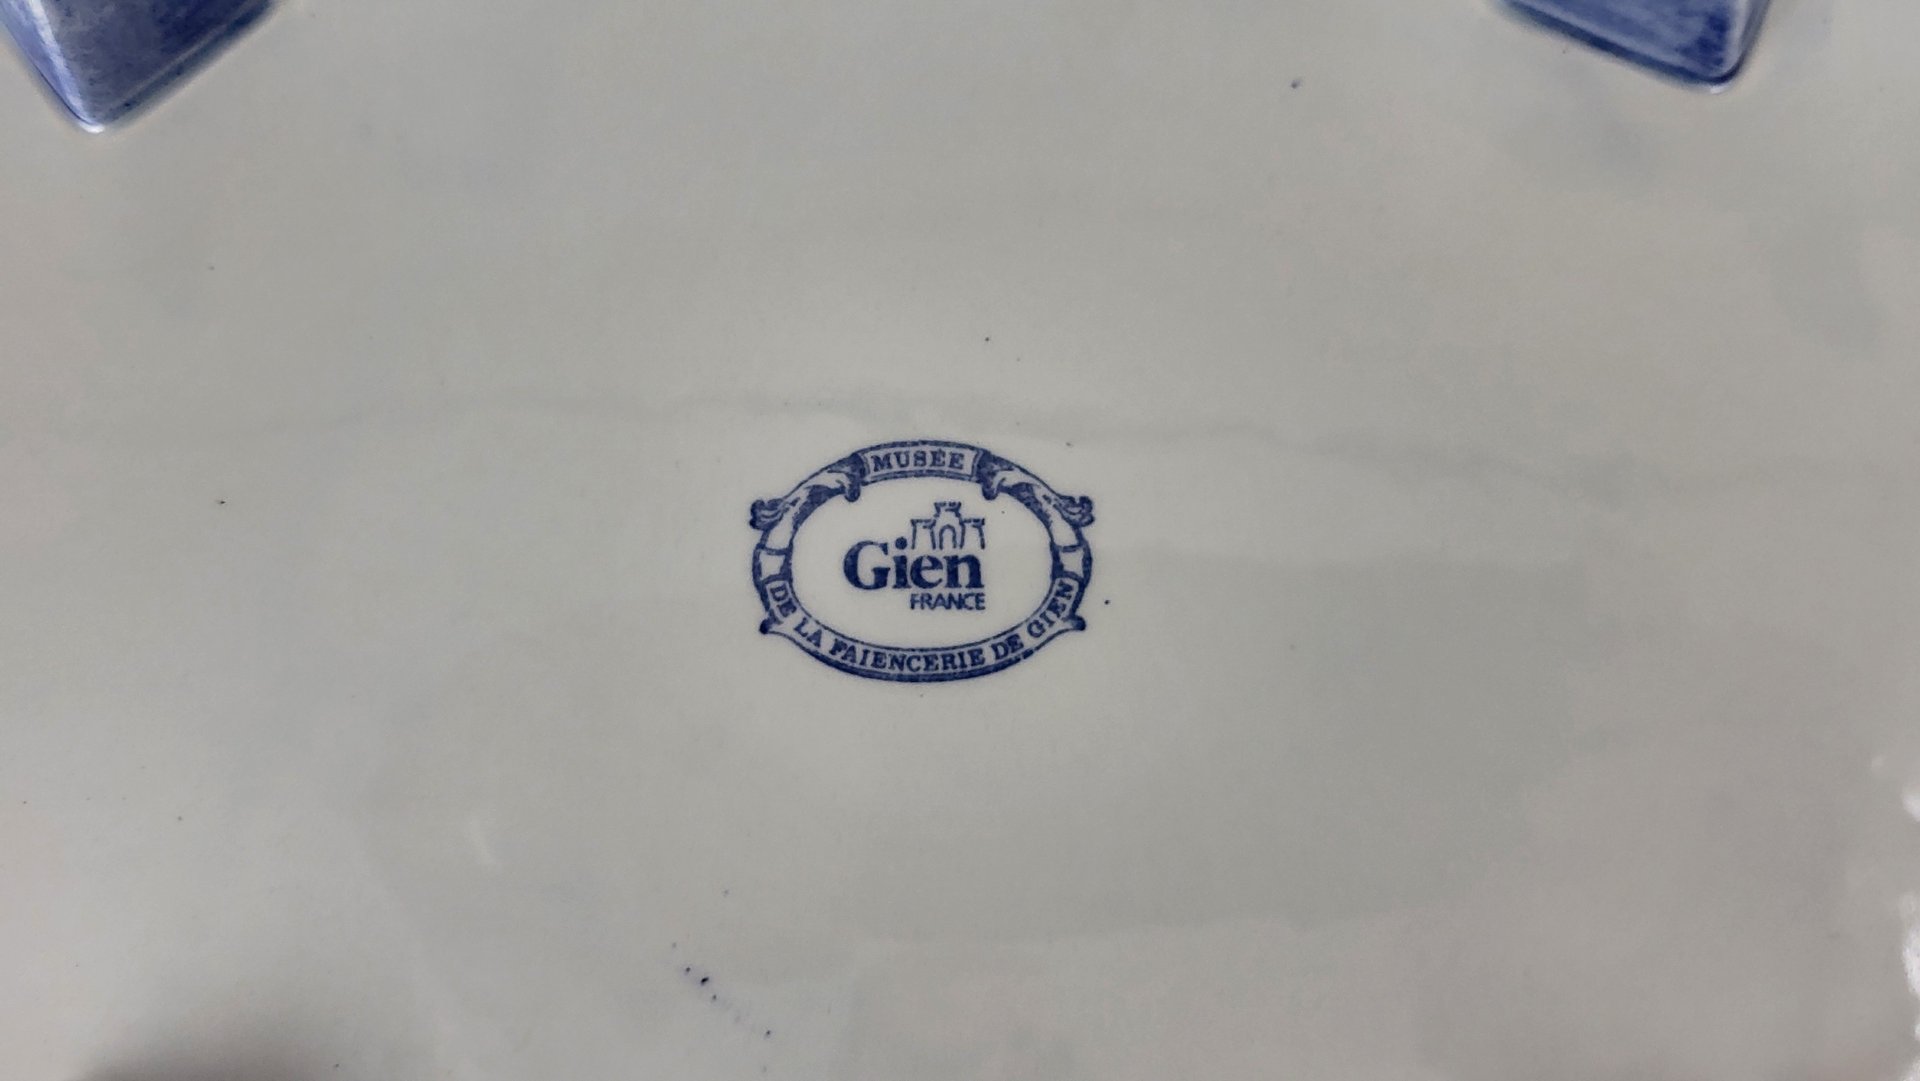 MUSÉE
Gien
FRANCE
DE LA FAIENCERIE DE GIEN